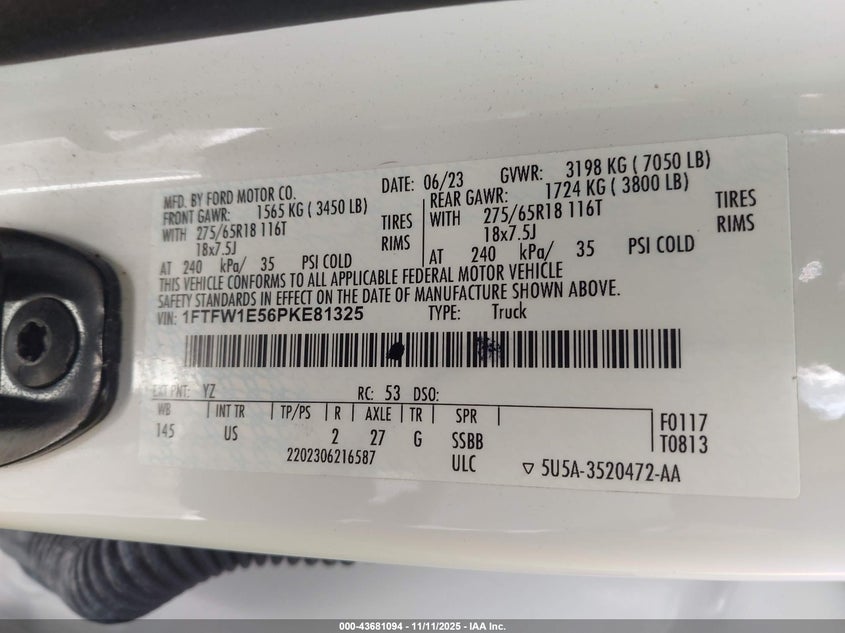 MFD. BY FORD MOTOR CO. DATE: 06/23 GVWR: 3198 KG ( 7050 LB)
FRONT GAWR: 1565 KG ( 3450 LB) REAR GAWR: 1724 KG ( 3800 LB)
WITH 275/65R18 116T TIRES WITH 275/65R18 116T TIRES
18x7.5J RIMS 18x7.5J RIMS
AT 240 kPa/ 35 PSI COLD AT 240 kPa/ 35 PSI COLD
THIS VEHICLE CONFORMS TO ALL APPLICABLE FEDERAL MOTOR VEHICLE
SAFETY STANDARDS IN EFFECT ON THE DATE OF MANUFACTURE SHOWN ABOVE.
VIN: 1FTFW1E56PKE81325 TYPE: Truck
EXT PNT: YZ RC: 53 DSO:
WB INT TR TP/PS R AXLE TR SPR F0117
145 US 2 27 G SSBB T0813
2202306216587 ULC ▽ 5U5A-3520472-AA
000-43681094 - 11/11/2025 - IAA Inc.